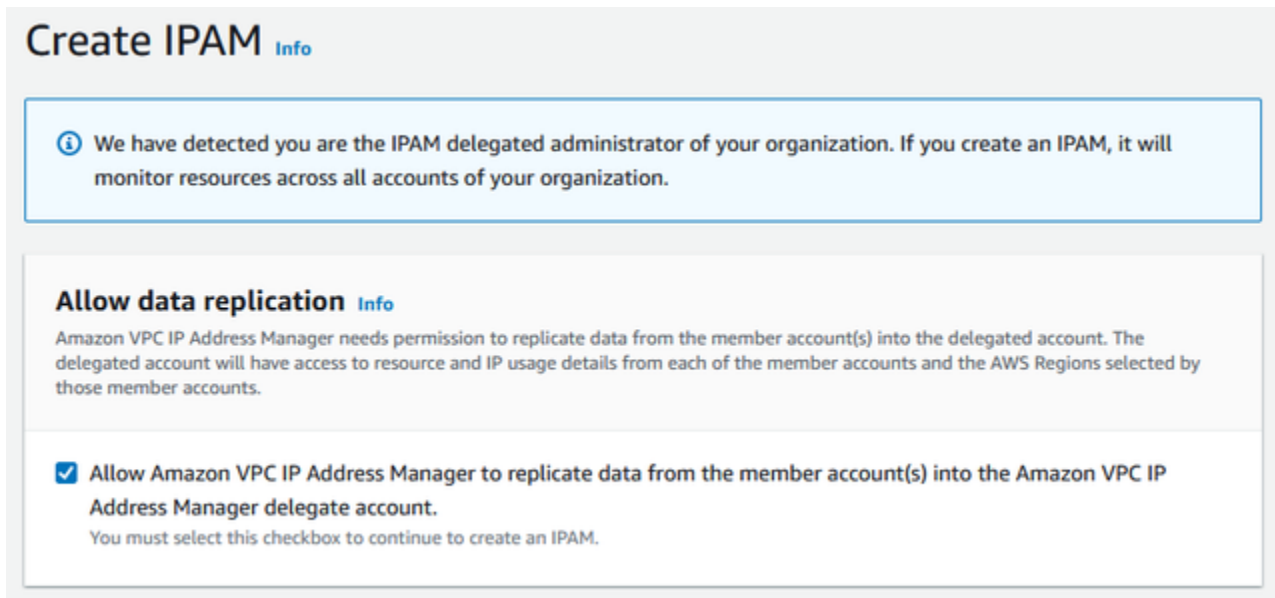 Create IPAM Info
We have detected you are the IPAM delegated administrator of your organization. If you create an IPAM, it will
monitor resources across all accounts of your organization.
Allow data replication Info
Amazon VPC IP Address Manager needs permission to replicate data from the member account(s) into the delegated account. The
delegated account will have access to resource and IP usage details from each of the member accounts and the AWS Regions selected by
those member accounts.
Allow Amazon VPC IP Address Manager to replicate data from the member account(s) into the Amazon VPC IP
Address Manager delegate account.
You must select this checkbox to continue to create an IPAM.